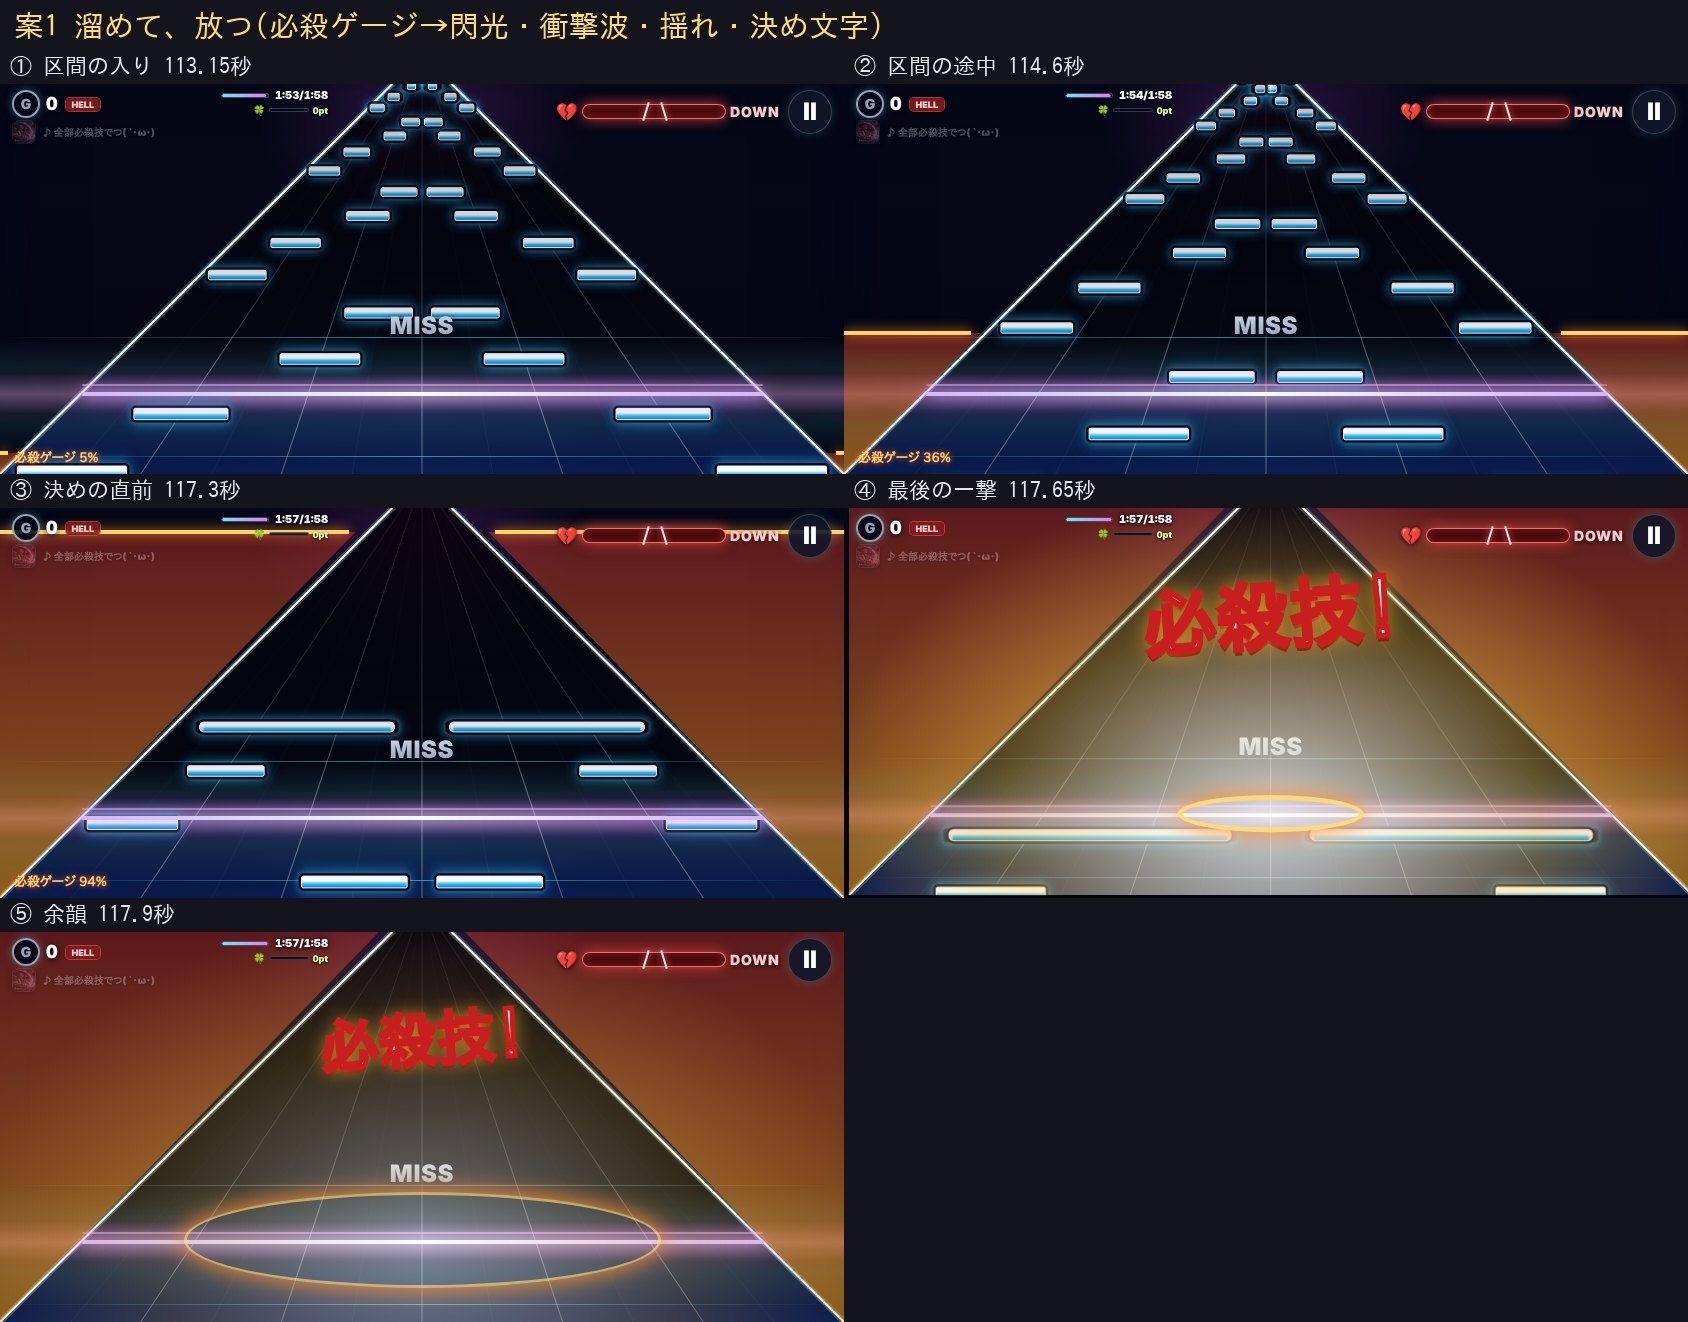 案1 溜めて、放つ(必殺ゲージ→閃光・衝撃波・揺れ・決め文字)
① 区間の入り 113.15秒
G 0 HELL
1:53/1:58
0pt
DOWN
♪ 全部必殺技でつ(｀･ω･)
MISS
必殺ゲージ 5%
② 区間の途中 114.6秒
G 0 HELL
1:54/1:58
0pt
DOWN
♪ 全部必殺技でつ(｀･ω･)
MISS
必殺ゲージ 36%
③ 決めの直前 117.3秒
G 0 HELL
1:57/1:58
0pt
DOWN
♪ 全部必殺技でつ(｀･ω･)
MISS
必殺ゲージ 94%
④ 最後の一撃 117.65秒
G 0 HELL
1:57/1:58
0pt
DOWN
♪ 全部必殺技でつ(｀･ω･)
必殺技!
MISS
⑤ 余韻 117.9秒
G 0 HELL
1:57/1:58
0pt
DOWN
♪ 全部必殺技でつ(｀･ω･)
必殺技!
MISS